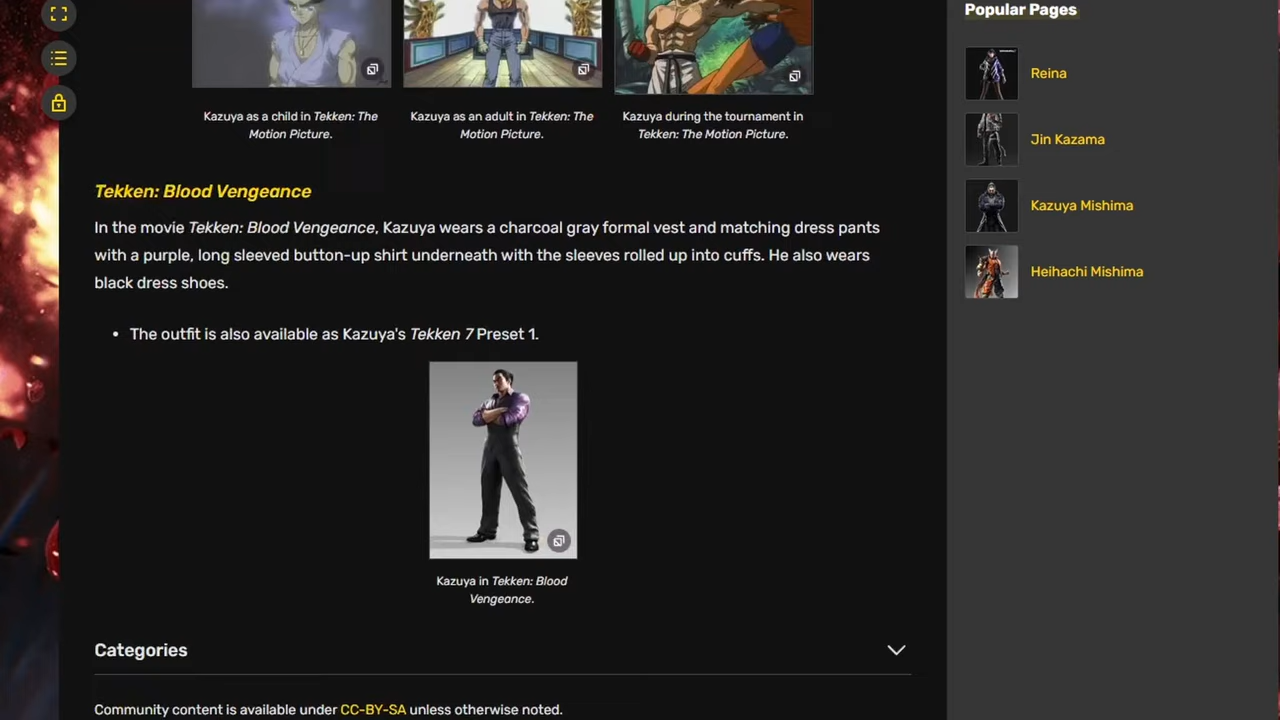 Popular Pages
Reina
Jin Kazama
Kazuya Mishima
Heihachi Mishima
Kazuya as a child in Tekken: The
Motion Picture.
Kazuya as an adult in Tekken: The
Motion Picture.
Kazuya during the tournament in
Tekken: The Motion Picture.
Tekken: Blood Vengeance
In the movie Tekken: Blood Vengeance, Kazuya wears a charcoal gray formal vest and matching dress pants
with a purple, long sleeved button-up shirt underneath with the sleeves rolled up into cuffs. He also wears
black dress shoes.
• The outfit is also available as Kazuya's Tekken 7 Preset 1.
Kazuya in Tekken: Blood
Vengeance.
Categories
Community content is available under CC-BY-SA unless otherwise noted.